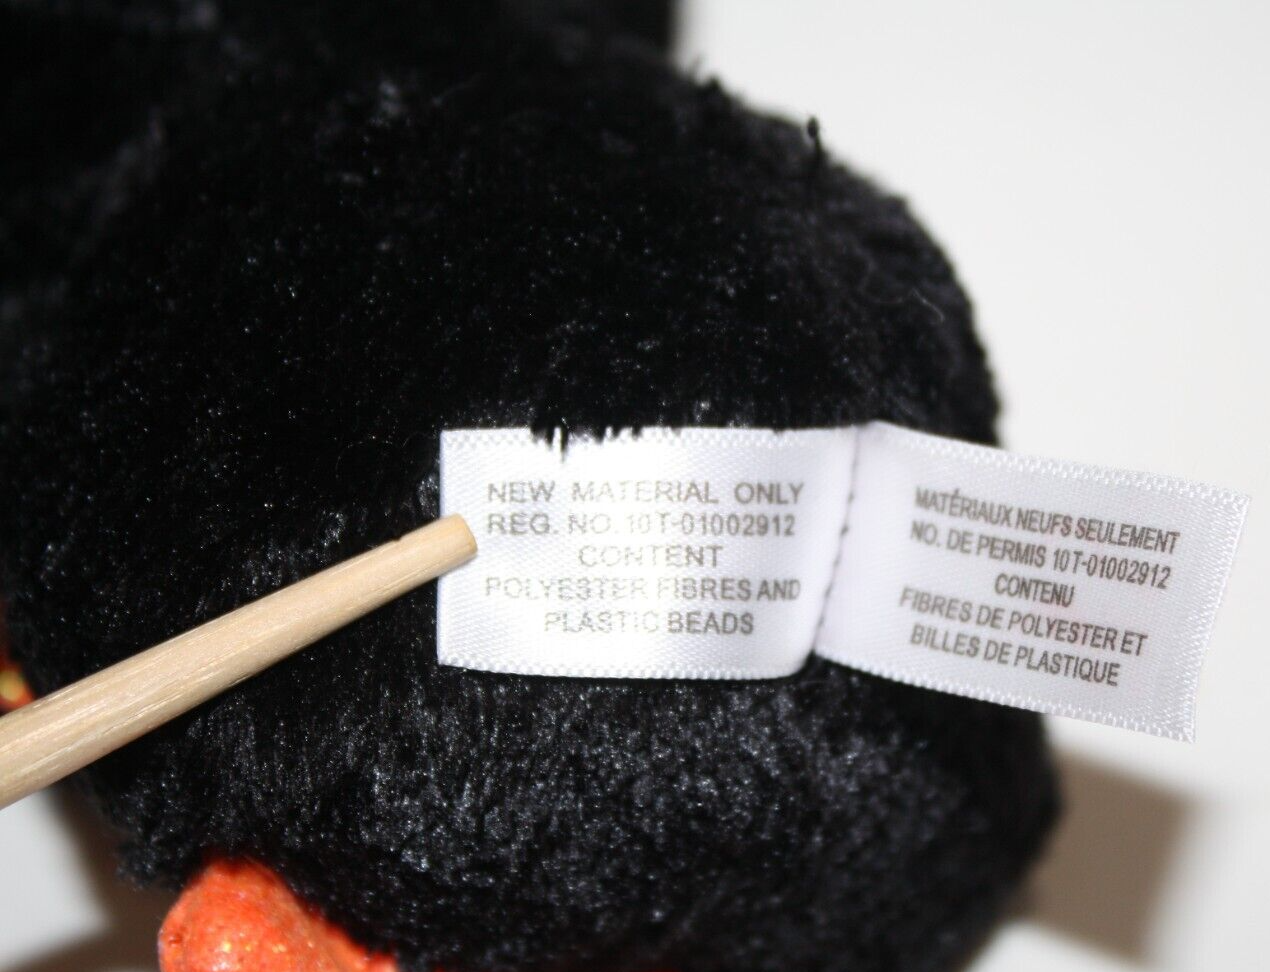 NEW MATERIAL ONLY
REG. NO. 10T-01002912
CONTENT
POLYESTER FIBRES AND
PLASTIC BEADS
MATÉRIAUX NEUFS SEULEMENT
NO. DE PERMIS 10T-01002912
CONTENU
FIBRES DE POLYESTER ET
BILLES DE PLASTIQUE